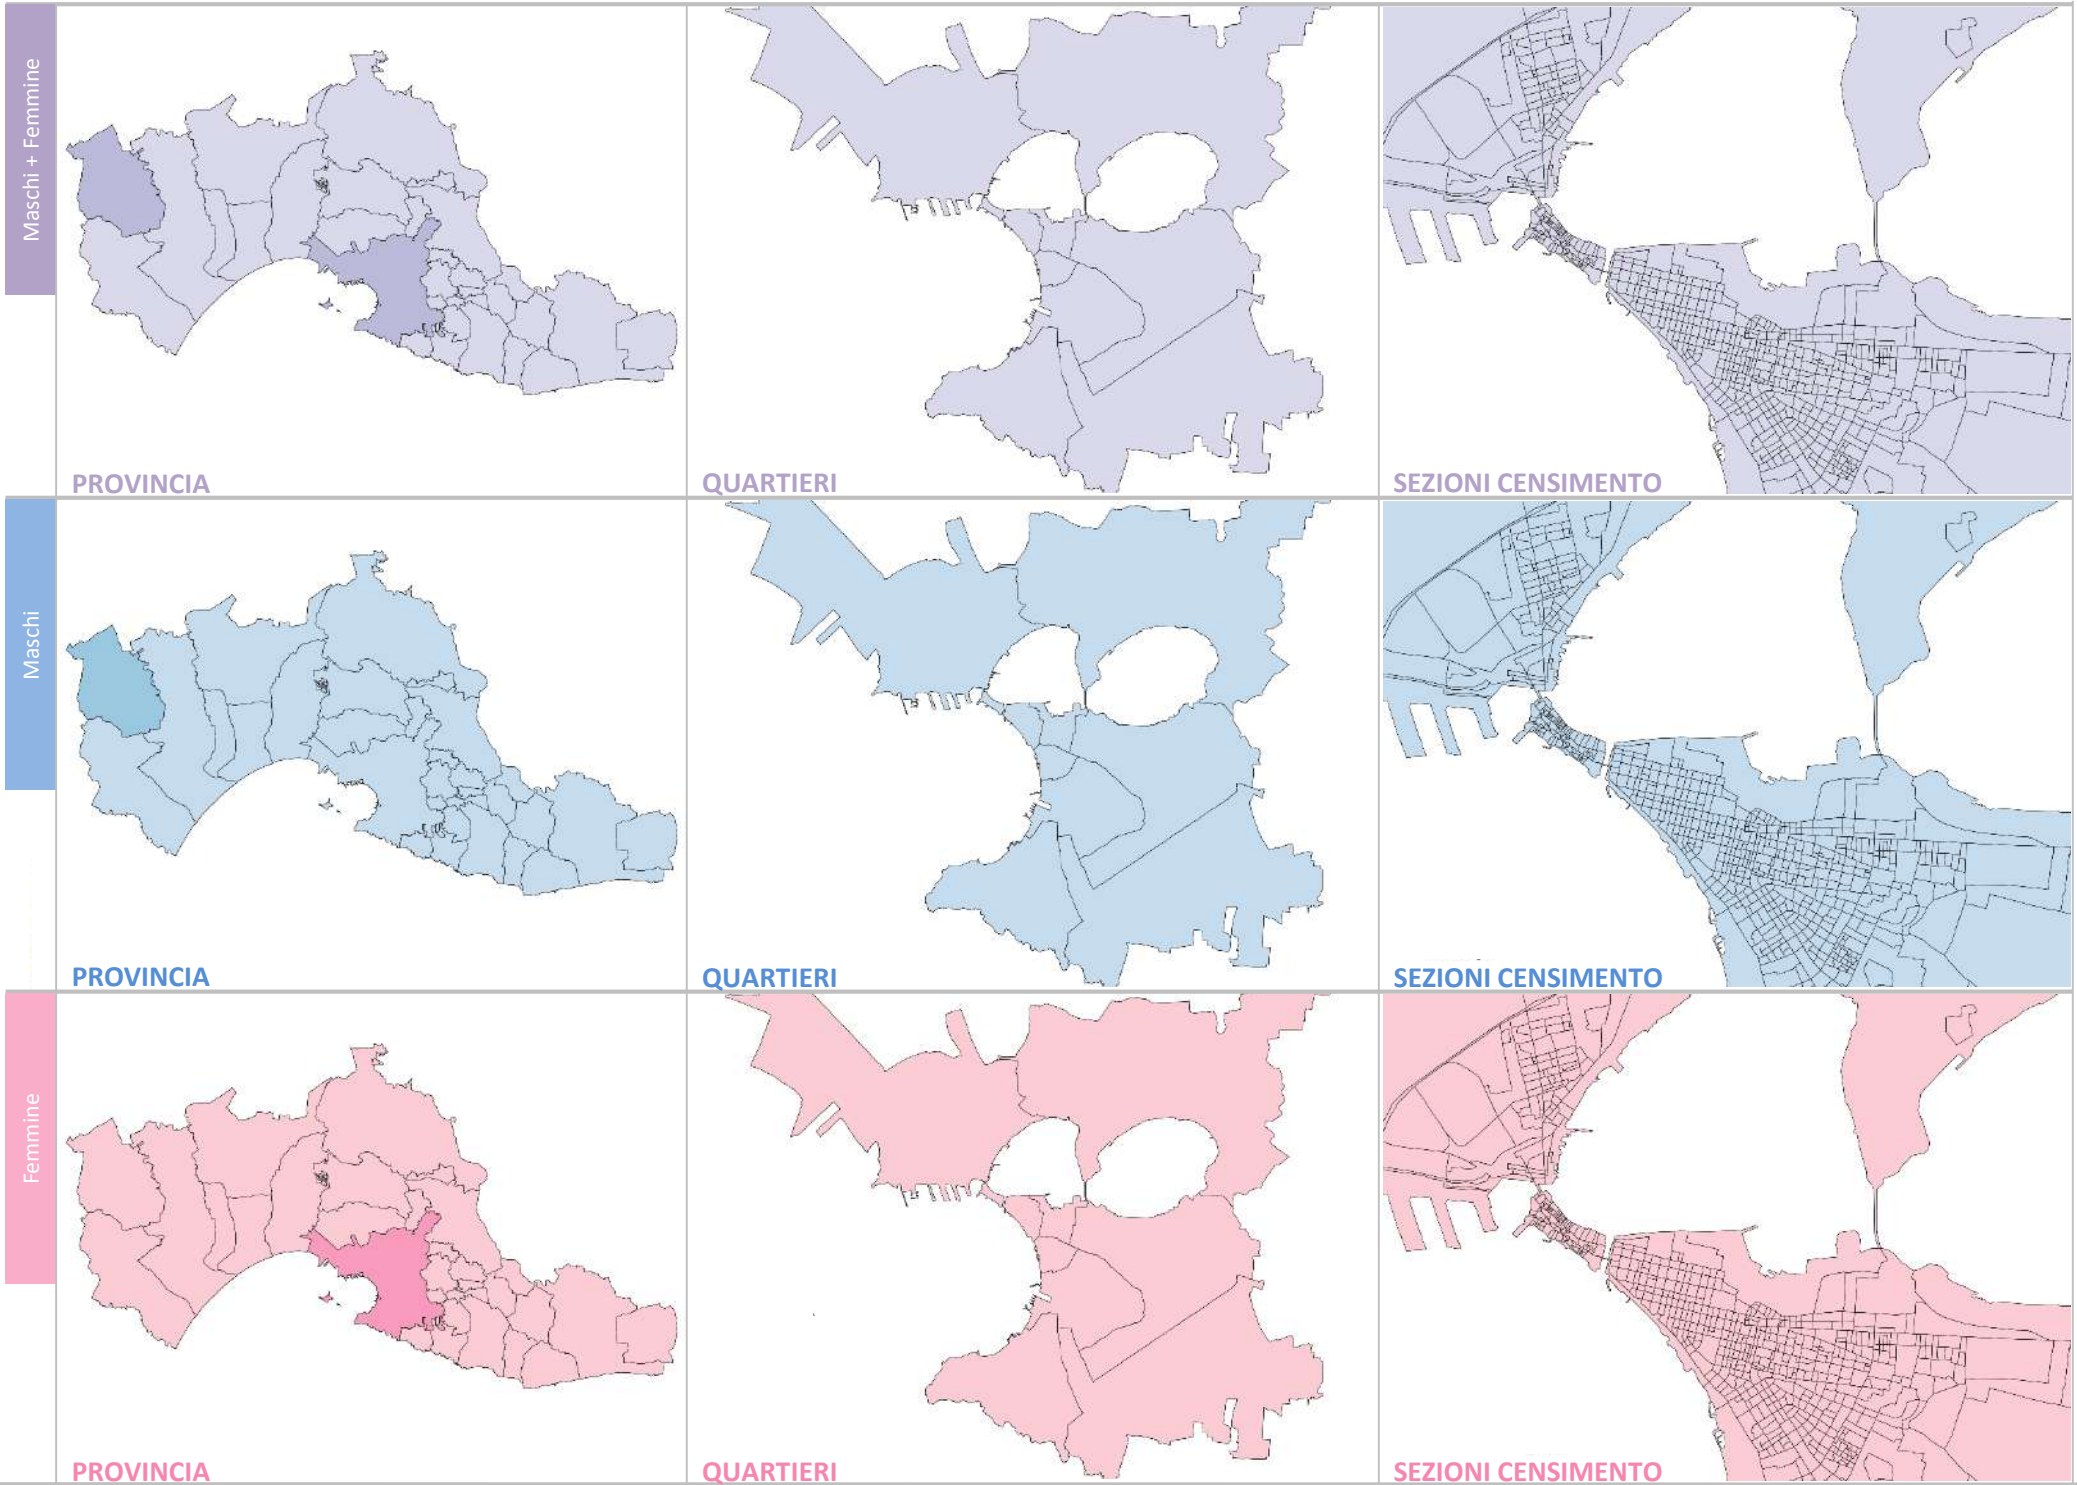 Maschi + Femmine
PROVINCIA
QUARTIERI
SEZIONI CENSIMENTO
Maschi
PROVINCIA
QUARTIERI
SEZIONI CENSIMENTO
Femmine
PROVINCIA
QUARTIERI
SEZIONI CENSIMENTO